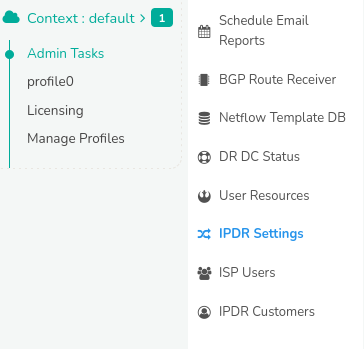 Context : default
1
Admin Tasks
profile0
Licensing
Manage Profiles
Schedule Email
Reports
BGP Route Receiver
Netflow Template DB
DR DC Status
User Resources
IPDR Settings
ISP Users
IPDR Customers